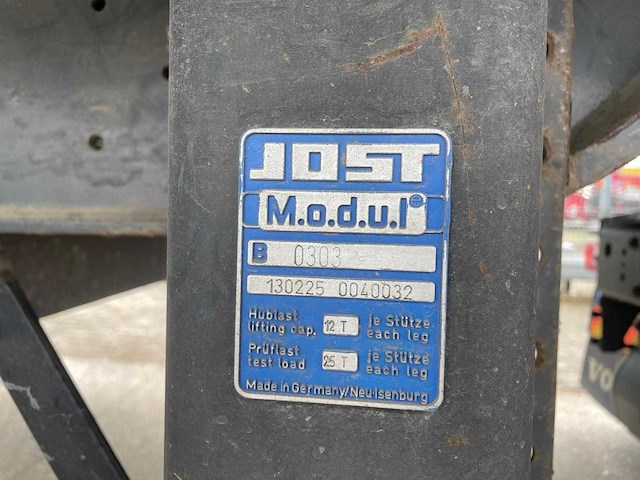 JOST
M.o.d.u.l ®
B 0303
130225 0040032
Hublast 12 T je Stütze
lifting cap. each leg
Prüflast 25 T je Stütze
test load each leg
Made in Germany/Neu-Isenburg
VO